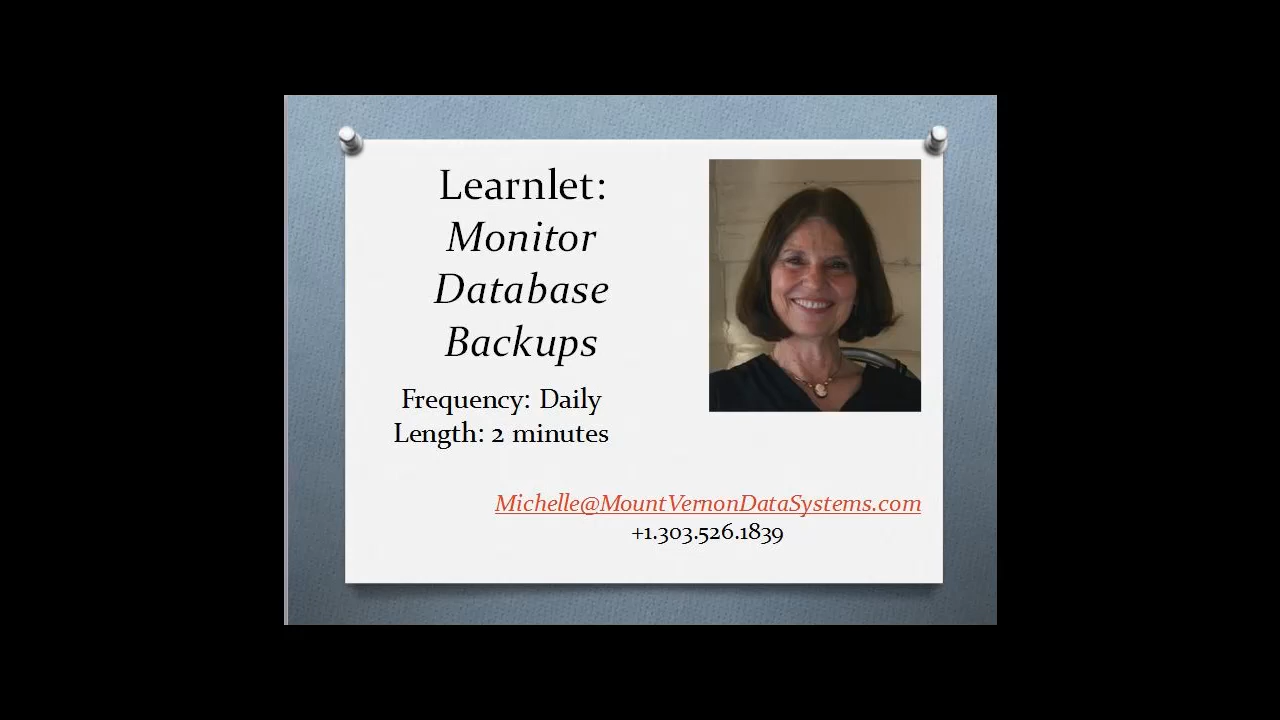 Learnlet:
Monitor
Database
Backups
Frequency: Daily
Length: 2 minutes
Michelle@MountVernonDataSystems.com
+1.303.526.1839